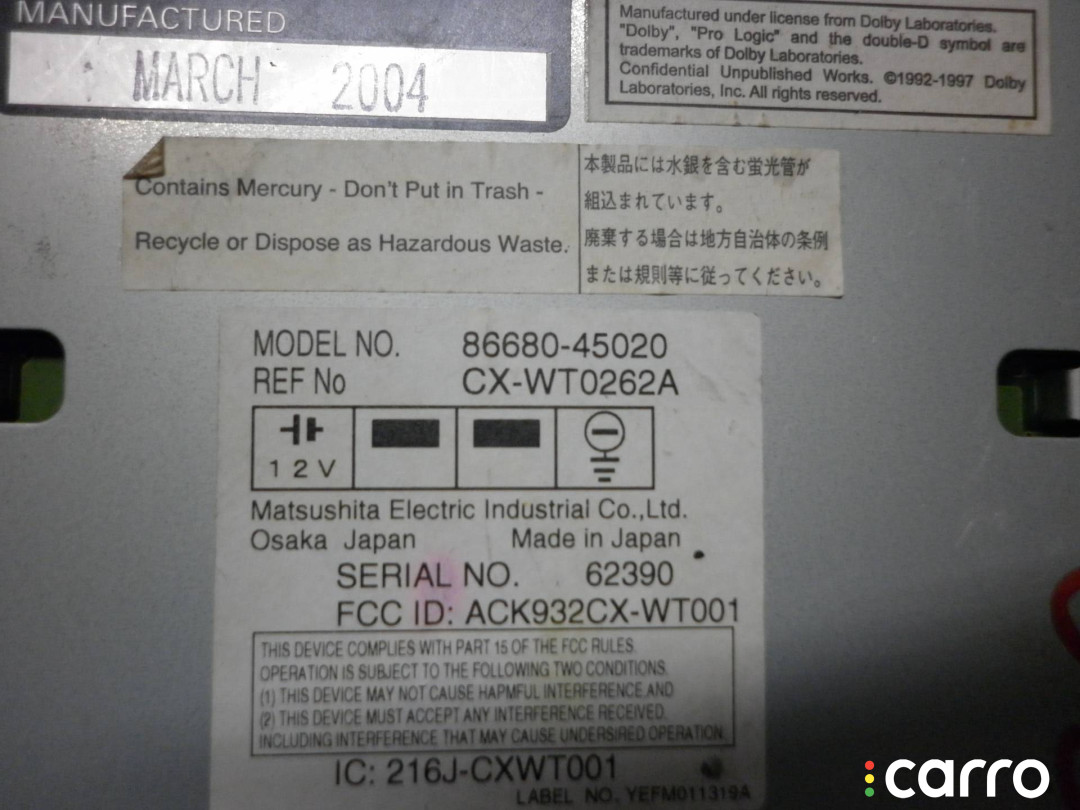 MANUFACTURED
MARCH 2004
Manufactured under license from Dolby Laboratories.
"Dolby", "Pro Logic" and the double-D symbol are
trademarks of Dolby Laboratories.
Confidential Unpublished Works. ©1992-1997 Dolby
Laboratories, Inc. All rights reserved.
Contains Mercury - Don't Put in Trash -
Recycle or Dispose as Hazardous Waste.
本製品には水銀を含む蛍光管が
組込まれています。
廃棄する場合は地方自治体の条例
または規則等に従ってください。
MODEL NO. 86680-45020
REF No CX-WT0262A
12V
Matsushita Electric Industrial Co.,Ltd.
Osaka Japan Made in Japan
SERIAL NO. 62390
FCC ID: ACK932CX-WT001
THIS DEVICE COMPLIES WITH PART 15 OF THE FCC RULES.
OPERATION IS SUBJECT TO THE FOLLOWING TWO CONDITIONS.
(1) THIS DEVICE MAY NOT CAUSE HAPMFUL INTERFERENCE,AND
(2) THIS DEVICE MUST ACCEPT ANY INTERFERENCE RECEIVED.
INCLUDING INTERFERENCE THAT MAY CAUSE UNDERSIRED OPERATION.
IC: 216J-CXWT001
LABEL NO. YEFM011319A
carro